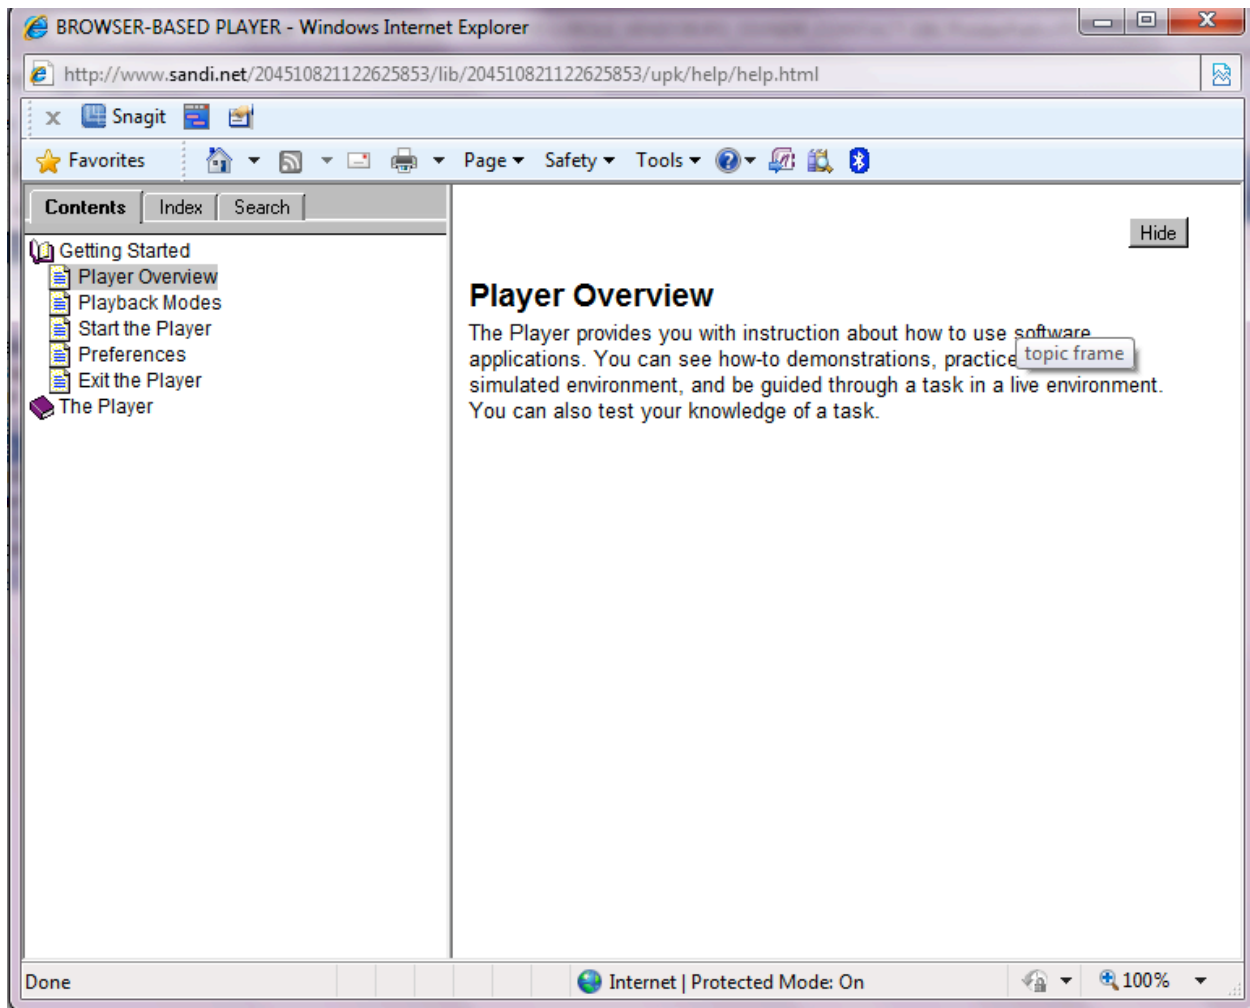 BROWSER-BASED PLAYER - Windows Internet Explorer
http://www.sandi.net/204510821122625853/lib/204510821122625853/upk/help/help.html
x Snagit
Favorites Page Safety Tools
Contents Index Search
Hide
Getting Started
Player Overview
Playback Modes
Start the Player
Preferences
Exit the Player
The Player
Player Overview
The Player provides you with instruction about how to use software
applications. You can see how-to demonstrations, practice
topic frame
simulated environment, and be guided through a task in a live environment.
You can also test your knowledge of a task.
Done Internet | Protected Mode: On 100%